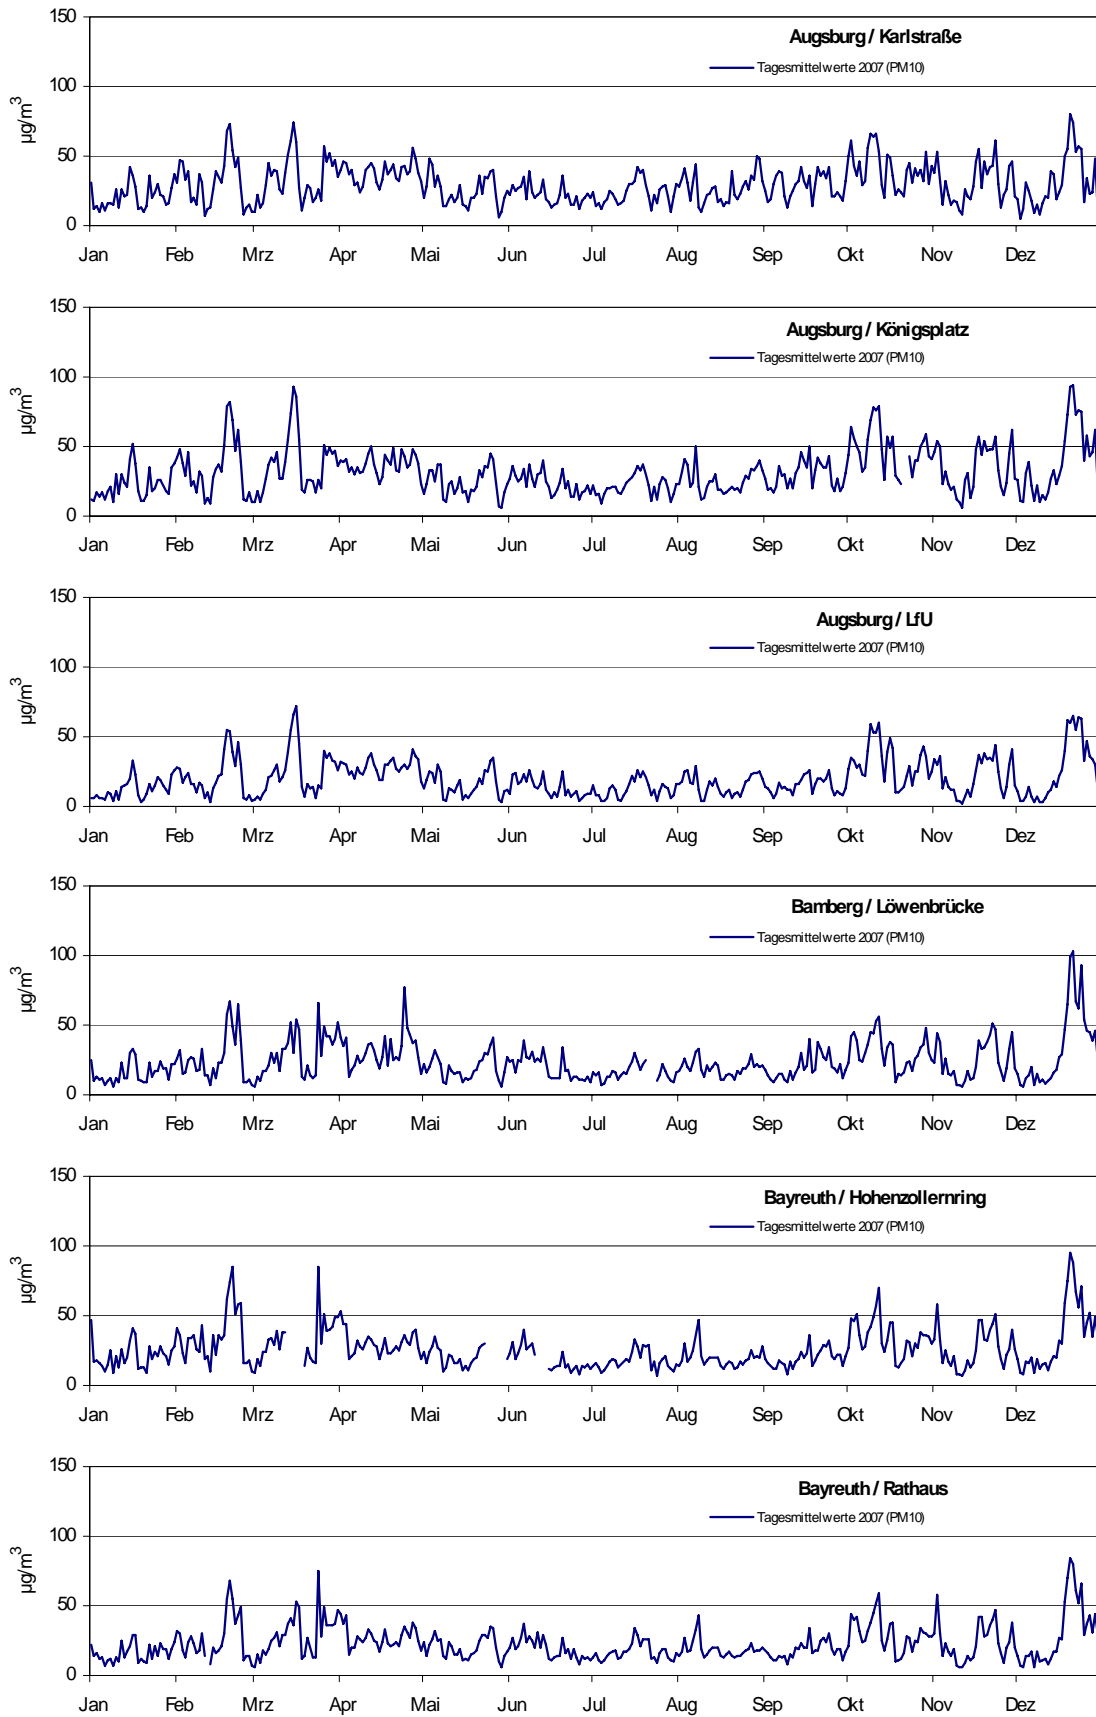 150
Augsburg / Karlstraße
Tagesmittelwerte 2007 (PM10)
100
µg/m³
50
0
Jan Feb Mrz Apr Mai Jun Jul Aug Sep Okt Nov Dez
150
Augsburg / Königsplatz
Tagesmittelwerte 2007 (PM10)
100
µg/m³
50
0
Jan Feb Mrz Apr Mai Jun Jul Aug Sep Okt Nov Dez
150
Augsburg / LfU
Tagesmittelwerte 2007 (PM10)
100
µg/m³
50
0
Jan Feb Mrz Apr Mai Jun Jul Aug Sep Okt Nov Dez
150
Bamberg / Löwenbrücke
Tagesmittelwerte 2007 (PM10)
100
µg/m³
50
0
Jan Feb Mrz Apr Mai Jun Jul Aug Sep Okt Nov Dez
150
Bayreuth / Hohenzollernring
Tagesmittelwerte 2007 (PM10)
100
µg/m³
50
0
Jan Feb Mrz Apr Mai Jun Jul Aug Sep Okt Nov Dez
150
Bayreuth / Rathaus
Tagesmittelwerte 2007 (PM10)
100
µg/m³
50
0
Jan Feb Mrz Apr Mai Jun Jul Aug Sep Okt Nov Dez